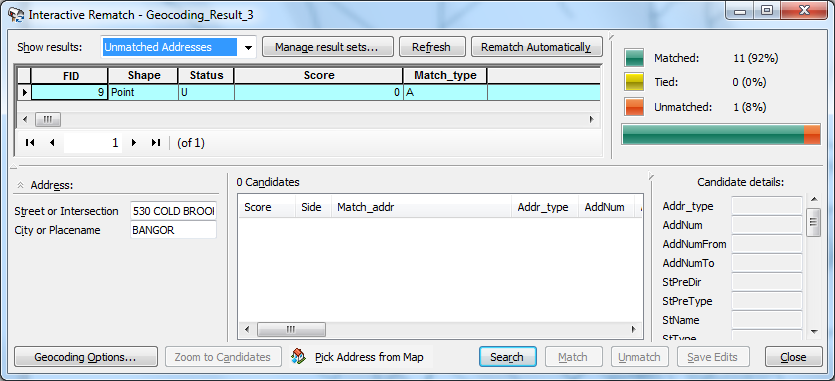 Interactive Rematch - Geocoding_Result_3
Show results: Unmatched Addresses Manage result sets... Refresh Rematch Automatically
FID Shape Status Score Match_type
9 Point U 0 A
1 (of 1)
Matched: 11 (92%)
Tied: 0 (0%)
Unmatched: 1 (8%)
Address:
Street or Intersection 530 COLD BROO
City or Placename BANGOR
0 Candidates
Score Side Match_addr Addr_type AddNum
Candidate details:
Addr_type
AddNum
AddNumFrom
AddNumTo
StPreDir
StPreType
StName
StType
Geocoding Options... Zoom to Candidates Pick Address from Map Search Match Unmatch Save Edits Close